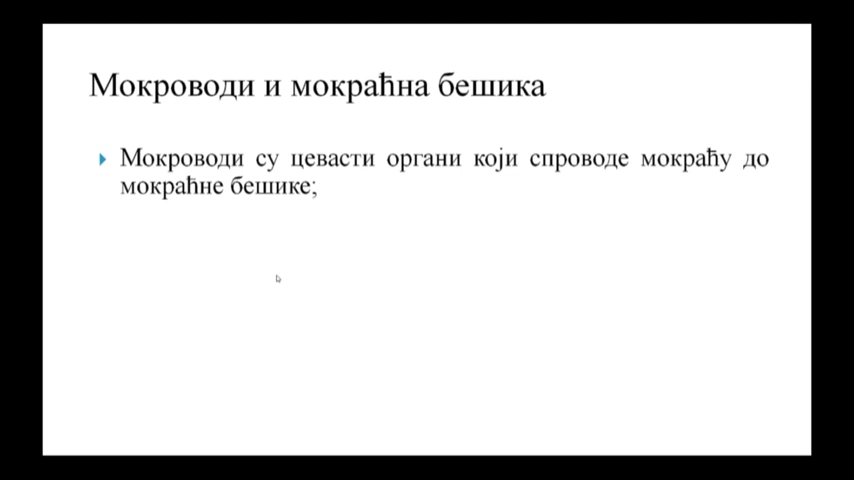 Мокроводи и мокраћна бешика
Мокроводи су цевасти органи који спроводе мокраћу до
мокраћне бешике;